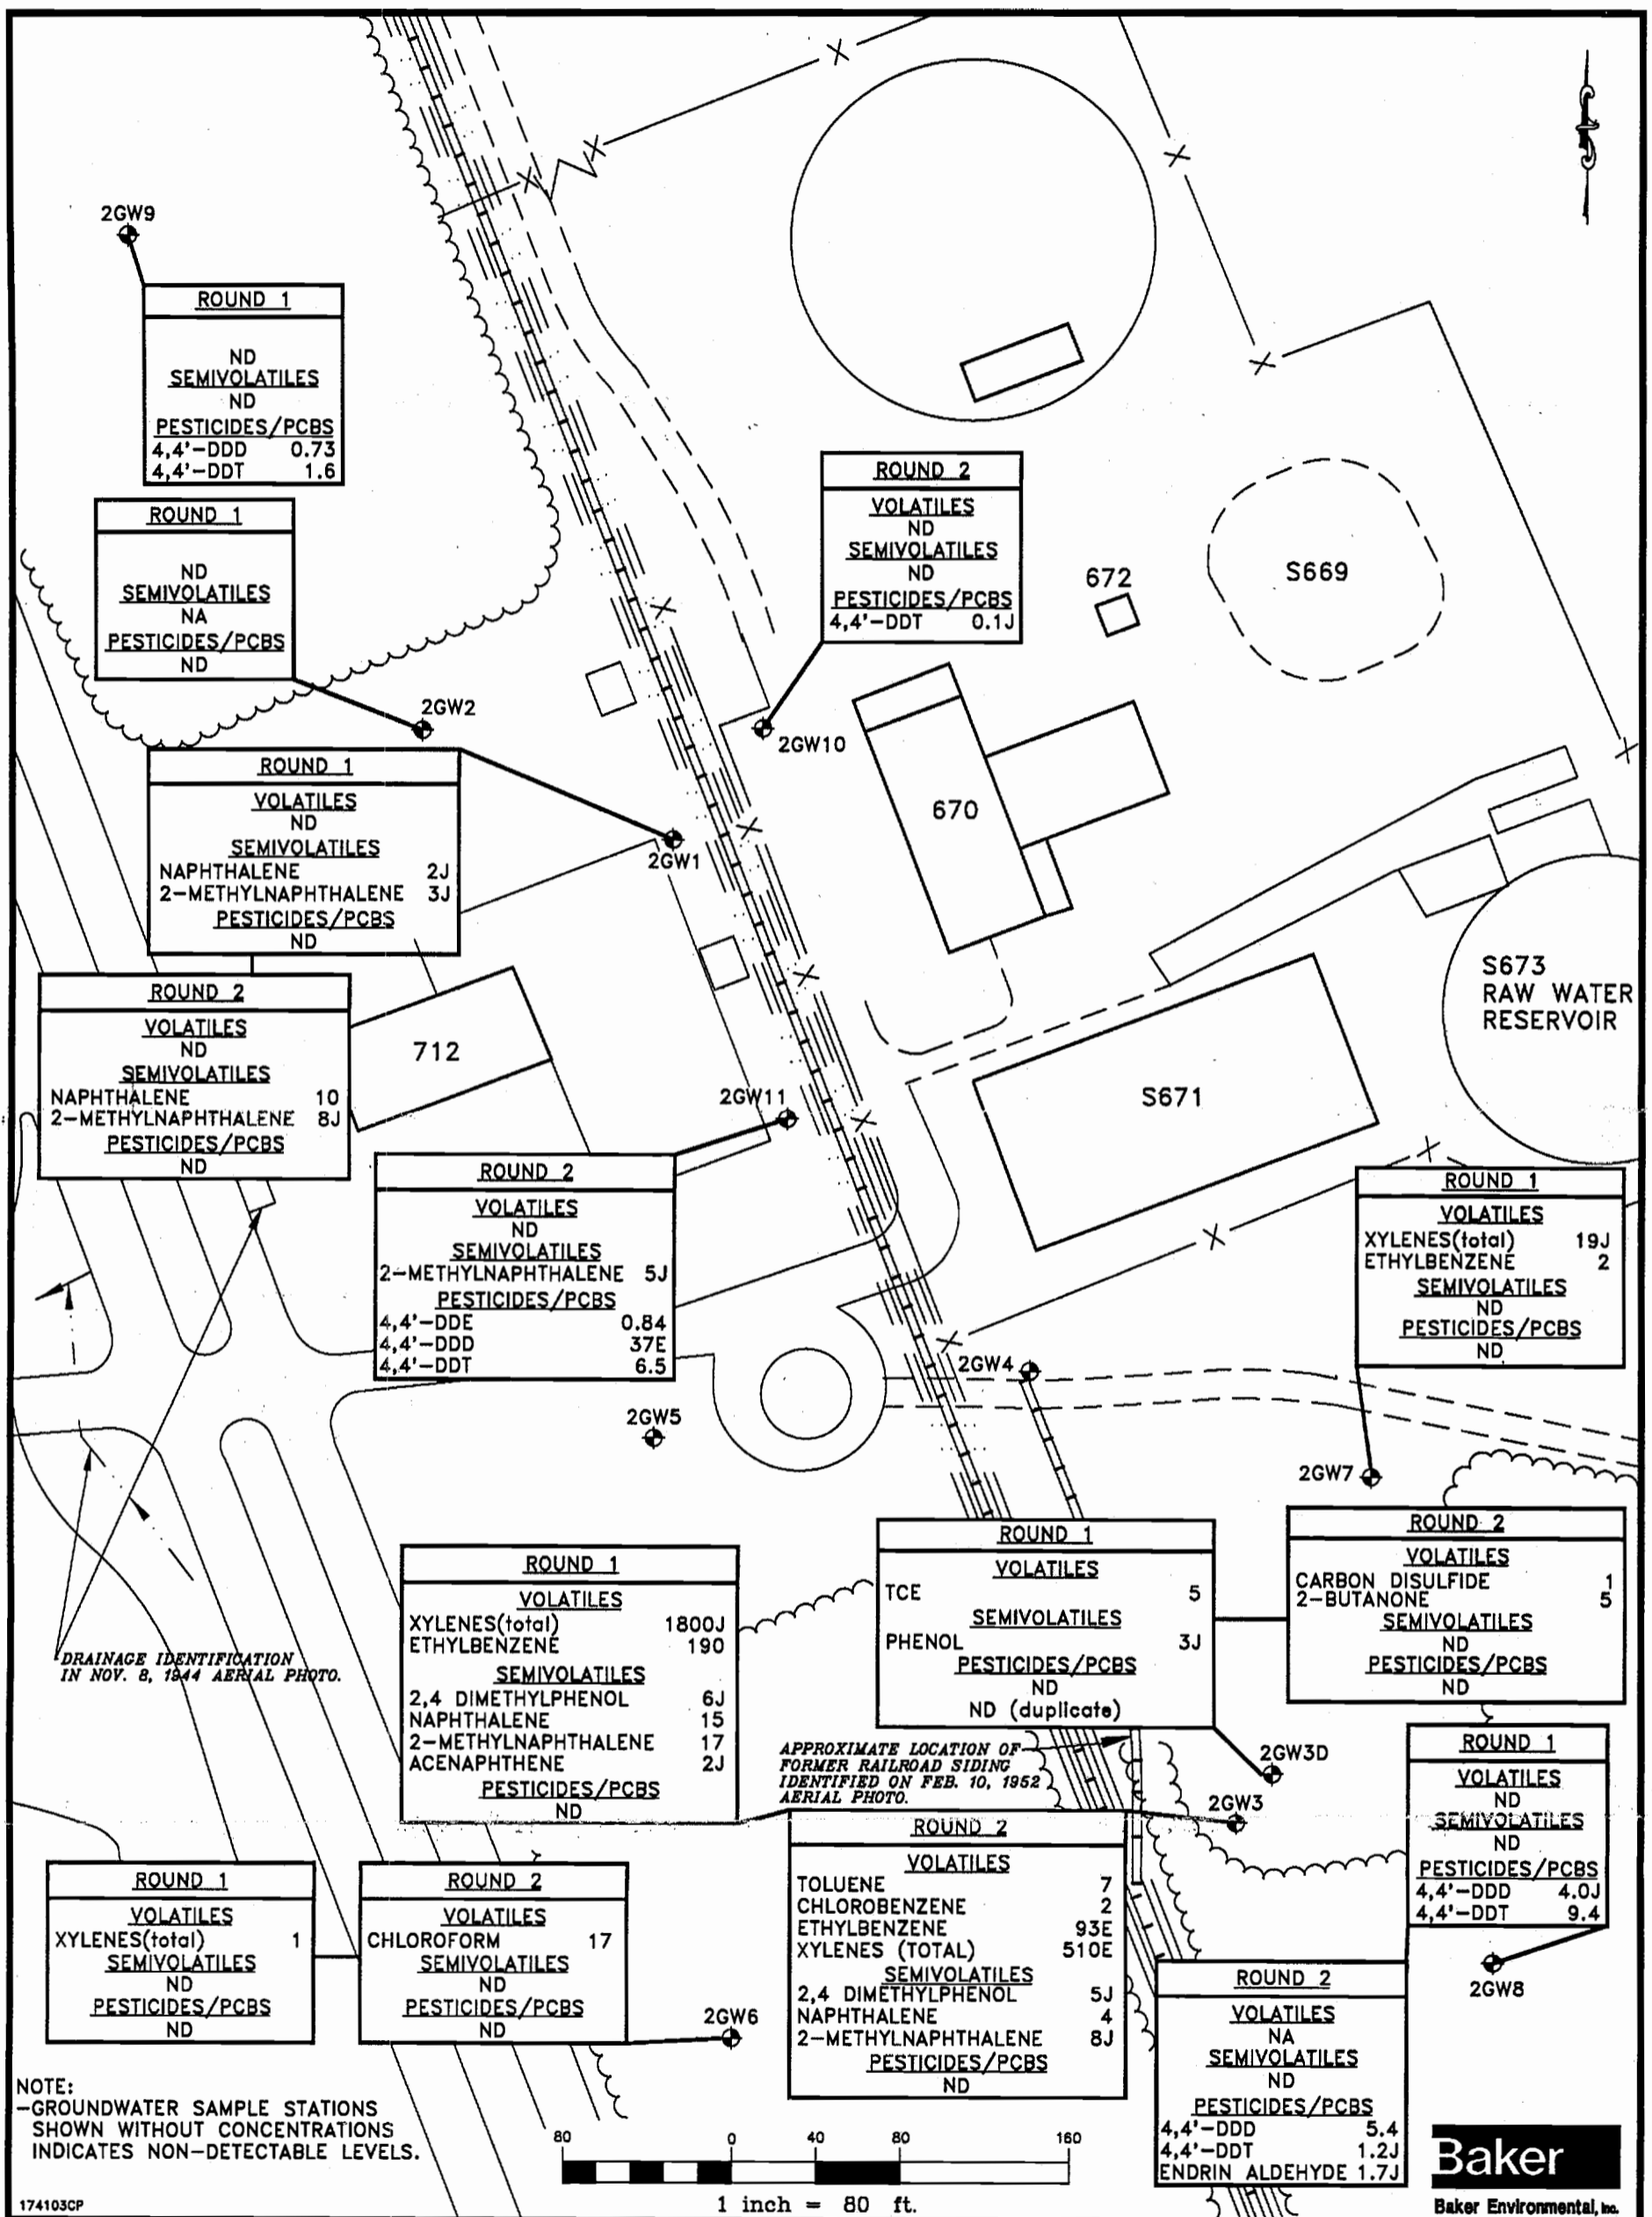 2GW9
ROUND 1
ND
SEMIVOLATILES
ND
PESTICIDES/PCBS
4,4'-DDD 0.73
4,4'-DDT 1.6
ROUND 1
ND
SEMIVOLATILES
NA
PESTICIDES/PCBS
ND
2GW2
ROUND 2
VOLATILES
ND
SEMIVOLATILES
ND
PESTICIDES/PCBS
4,4'-DDT 0.1J
2GW10
672
S669
670
ROUND 1
VOLATILES
ND
SEMIVOLATILES
NAPHTHALENE 2J
2-METHYLNAPHTHALENE 3J
PESTICIDES/PCBS
ND
2GW1
S673
RAW WATER
RESERVOIR
ROUND 2
VOLATILES
ND
SEMIVOLATILES
NAPHTHALENE 10
2-METHYLNAPHTHALENE 8J
PESTICIDES/PCBS
ND
712
2GW11
S671
ROUND 2
VOLATILES
ND
SEMIVOLATILES
2-METHYLNAPHTHALENE 5J
PESTICIDES/PCBS
4,4'-DDE 0.84
4,4'-DDD 37E
4,4'-DDT 6.5
ROUND 1
VOLATILES
XYLENES(total) 19J
ETHYLBENZENE 2
SEMIVOLATILES
ND
PESTICIDES/PCBS
ND
2GW4
2GW5
2GW7
ROUND 2
VOLATILES
CARBON DISULFIDE 1
2-BUTANONE 5
SEMIVOLATILES
ND
PESTICIDES/PCBS
ND
ROUND 1
VOLATILES
TCE 5
SEMIVOLATILES
PHENOL 3J
PESTICIDES/PCBS
ND
ND (duplicate)
ROUND 1
VOLATILES
XYLENES(total) 1800J
ETHYLBENZENE 190
SEMIVOLATILES
2,4 DIMETHYLPHENOL 6J
NAPHTHALENE 15
2-METHYLNAPHTHALENE 17
ACENAPHTHENE 2J
PESTICIDES/PCBS
ND
DRAINAGE IDENTIFICATION
IN NOV. 8, 1944 AERIAL PHOTO.
APPROXIMATE LOCATION OF
FORMER RAILROAD SIDING
IDENTIFIED ON FEB. 10, 1952
AERIAL PHOTO.
2GW3D
2GW3
ROUND 1
VOLATILES
ND
SEMIVOLATILES
ND
PESTICIDES/PCBS
4,4'-DDD 4.0J
4,4'-DDT 9.4
2GW8
ROUND 2
VOLATILES
TOLUENE 7
CHLOROBENZENE 2
ETHYLBENZENE 93E
XYLENES (TOTAL) 510E
SEMIVOLATILES
2,4 DIMETHYLPHENOL 5J
NAPHTHALENE 4
2-METHYLNAPHTHALENE 8J
PESTICIDES/PCBS
ND
ROUND 1
VOLATILES
XYLENES(total) 1
SEMIVOLATILES
ND
PESTICIDES/PCBS
ND
ROUND 2
VOLATILES
CHLOROFORM 17
SEMIVOLATILES
ND
PESTICIDES/PCBS
ND
2GW6
ROUND 2
VOLATILES
NA
SEMIVOLATILES
ND
PESTICIDES/PCBS
4,4'-DDD 5.4
4,4'-DDT 1.2J
ENDRIN ALDEHYDE 1.7J
NOTE:
-GROUNDWATER SAMPLE STATIONS
SHOWN WITHOUT CONCENTRATIONS
INDICATES NON-DETECTABLE LEVELS.
80 0 40 80 160
1 inch = 80 ft.
174103CP
Baker
Baker Environmental, Inc.